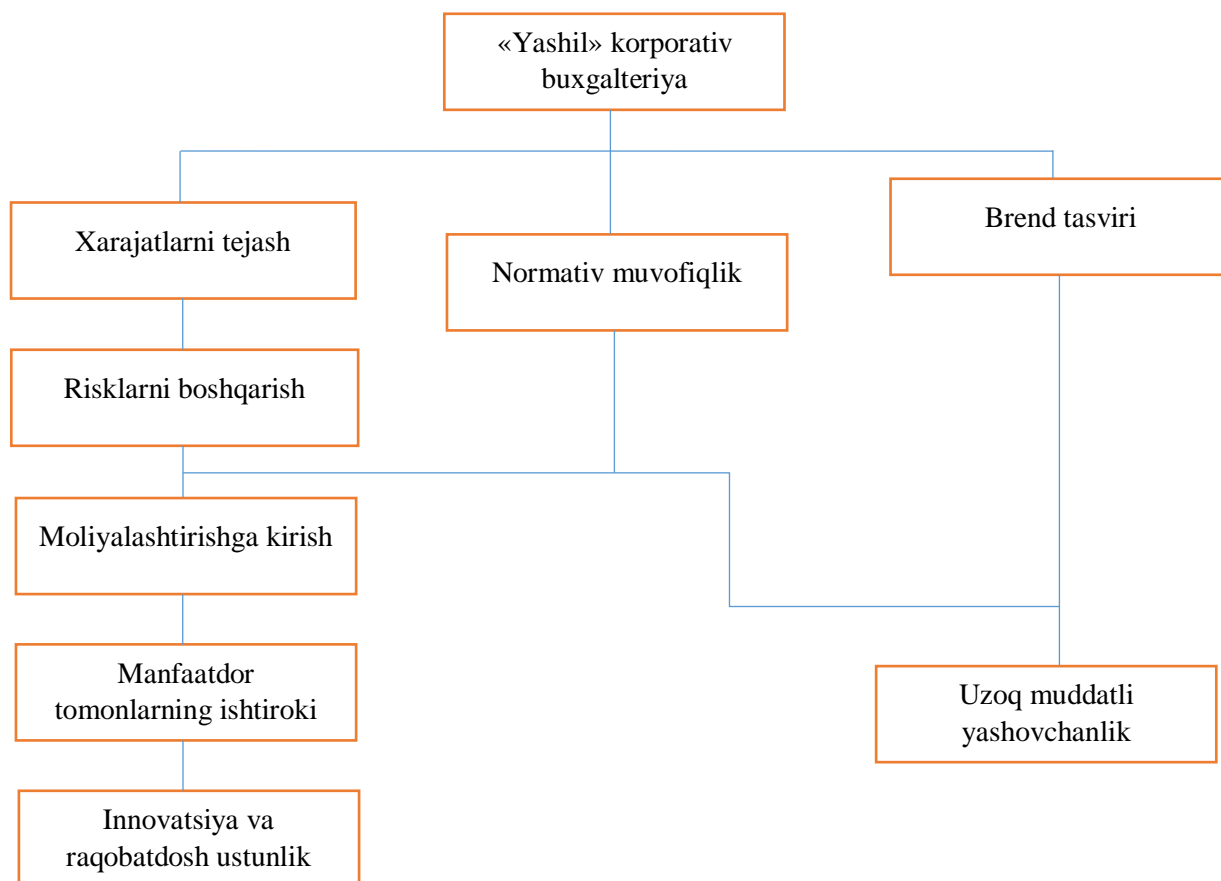 «Yashil» korporativ
buxgalteriya
Xarajatlarni tejash
Normativ muvofiqlik
Brend tasviri
Risklarni boshqarish
Moliyalashtirishga kirish
Manfaatdor
tomonlarning ishtiroki
Uzoq muddatli
yashovchanlik
Innovatsiya va
raqobatdosh ustunlik